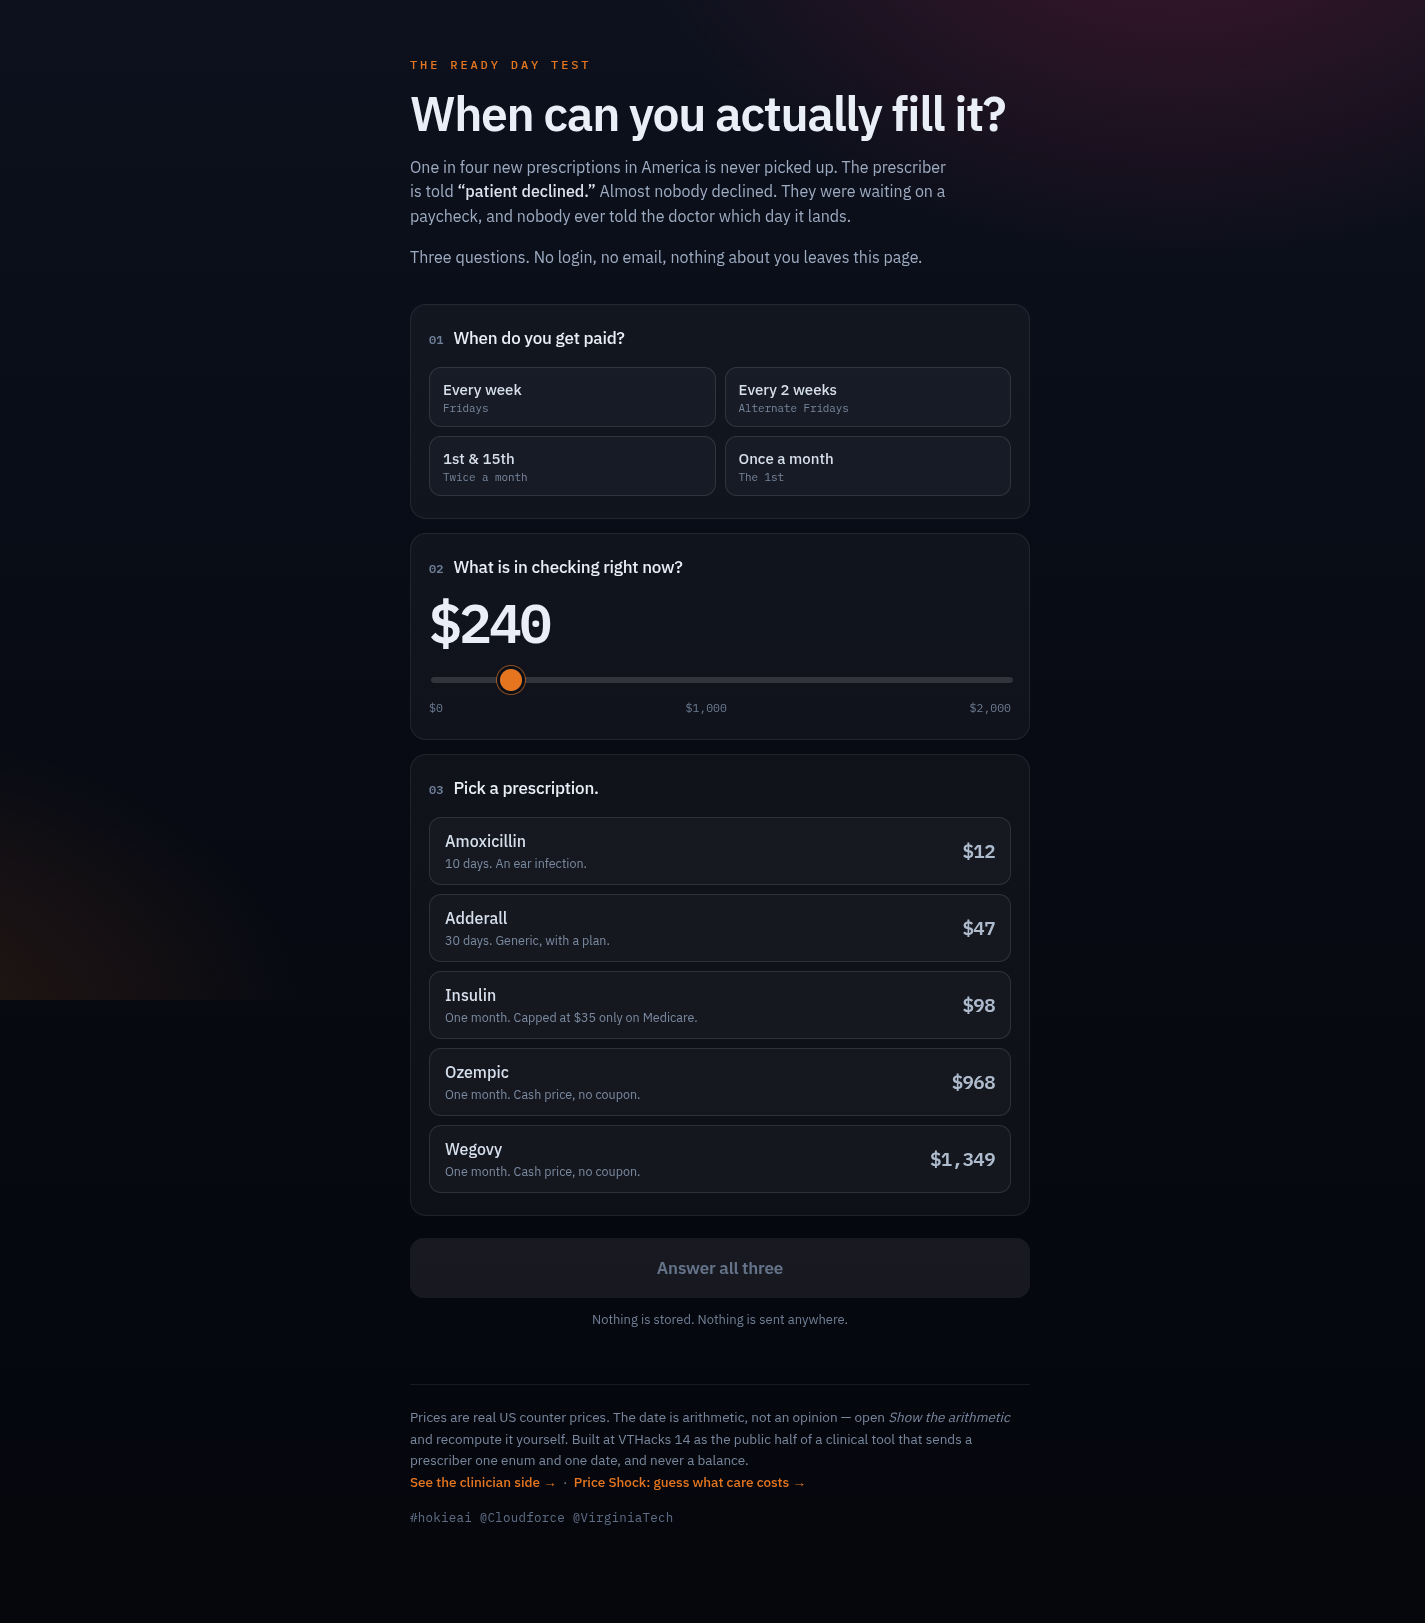 THE READY DAY TEST
When can you actually fill it?
One in four new prescriptions in America is never picked up. The prescriber
is told “patient declined.” Almost nobody declined. They were waiting on a
paycheck, and nobody ever told the doctor which day it lands.
Three questions. No login, no email, nothing about you leaves this page.
01 When do you get paid?
Every week
Fridays
Every 2 weeks
Alternate Fridays
1st & 15th
Twice a month
Once a month
The 1st
02 What is in checking right now?
$240
$0 $1,000 $2,000
03 Pick a prescription.
Amoxicillin
10 days. An ear infection.
$12
Adderall
30 days. Generic, with a plan.
$47
Insulin
One month. Capped at $35 only on Medicare.
$98
Ozempic
One month. Cash price, no coupon.
$968
Wegovy
One month. Cash price, no coupon.
$1,349
Answer all three
Nothing is stored. Nothing is sent anywhere.
Prices are real US counter prices. The date is arithmetic, not an opinion — open Show the arithmetic
and recompute it yourself. Built at VTHacks 14 as the public half of a clinical tool that sends a
prescriber one enum and one date, and never a balance.
See the clinician side → · Price Shock: guess what care costs →
#hokieai @Cloudforce @VirginiaTech